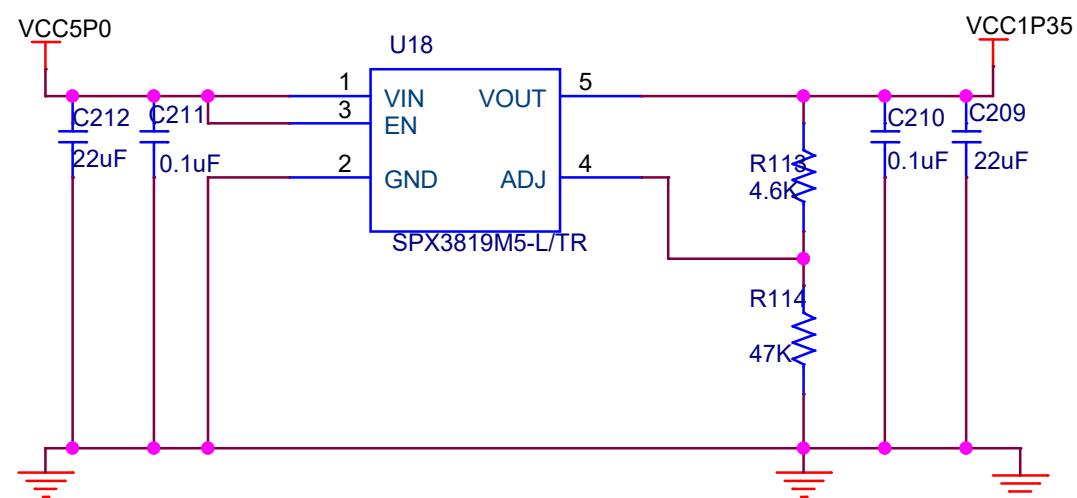 VCC5P0
VCC1P35
U18
1
5
VIN
VOUT
3
EN
C212
C211
C210
C209
22uF
0.1uF
0.1uF
22uF
2
4
GND
ADJ
R113
4.6K
SPX3819M5-L/TR
R114
47K